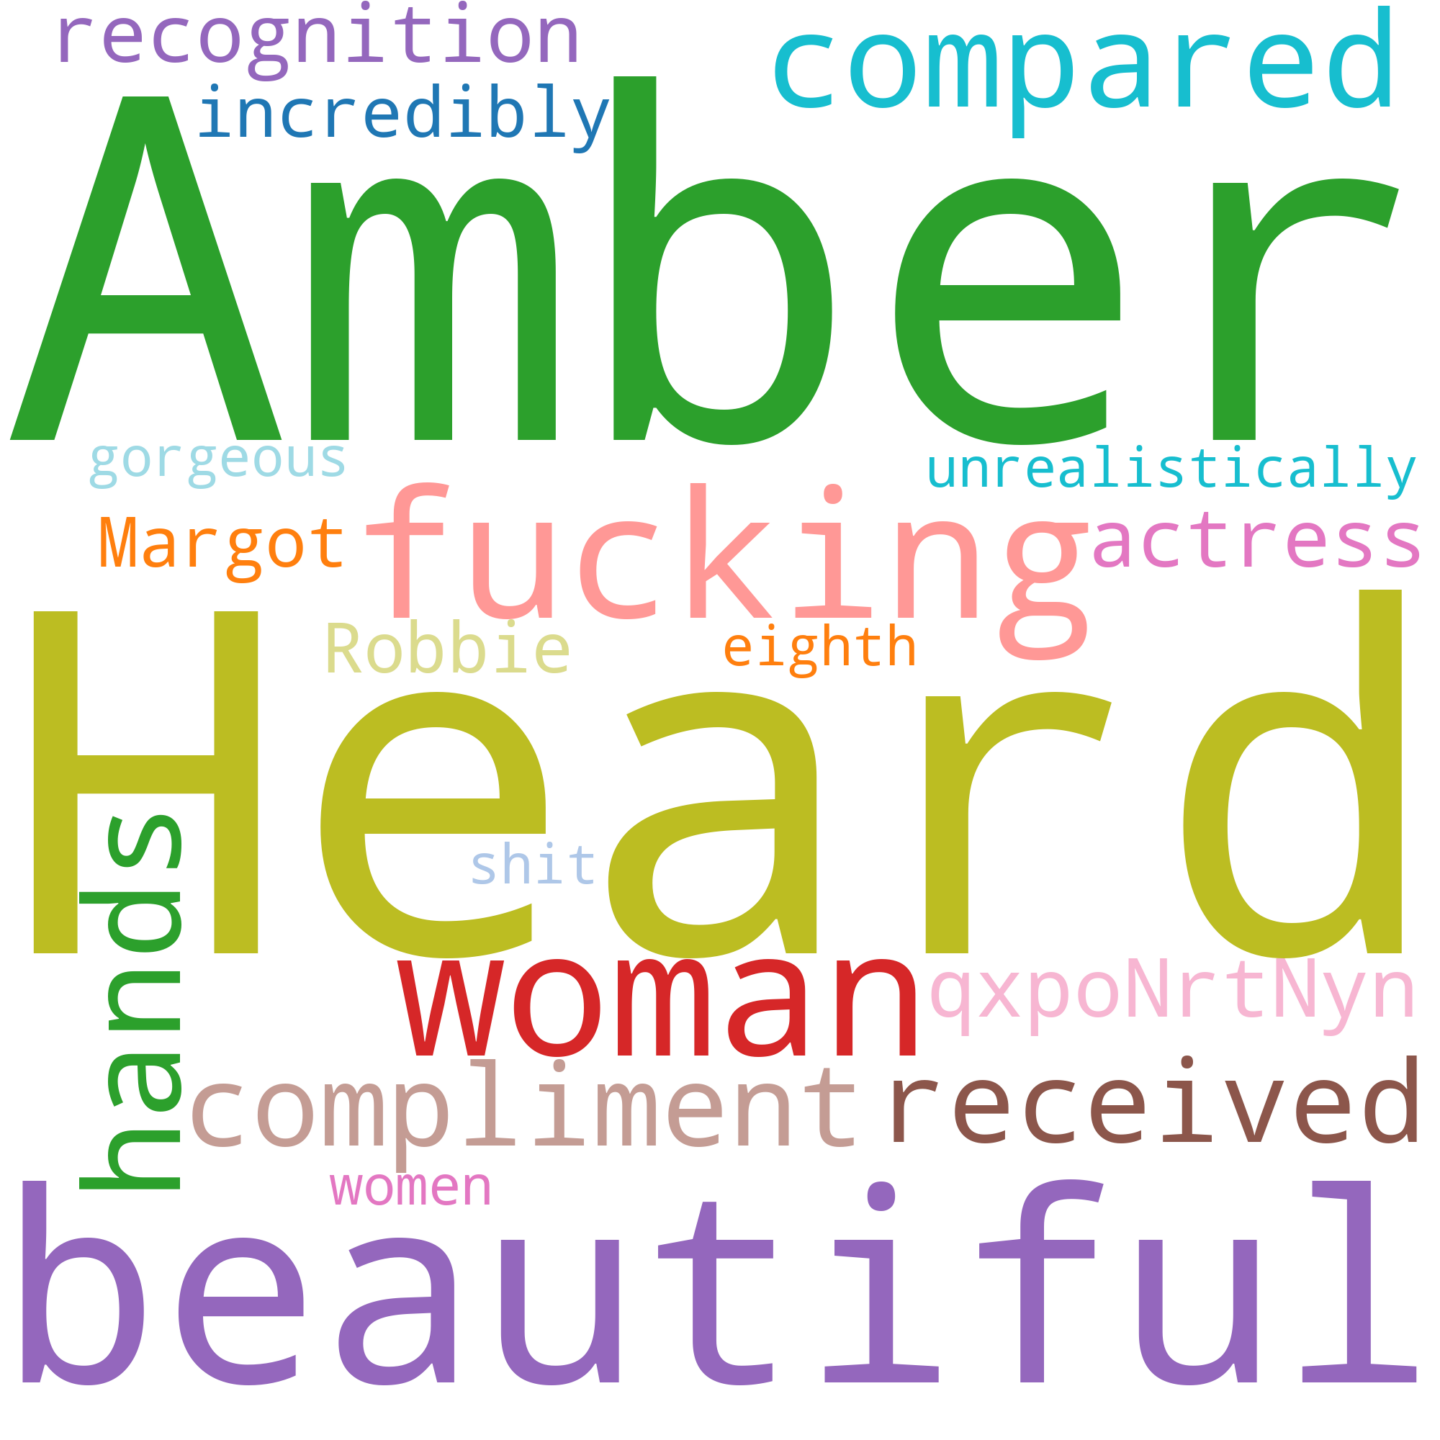 recognition
compared
incredibly
Amber
gorgeous
unrealistically
Margot
fucking
actress
Robbie
eighth
Heard
shit
hands
woman
qxpoNrtNyn
compliment
received
women
beautiful